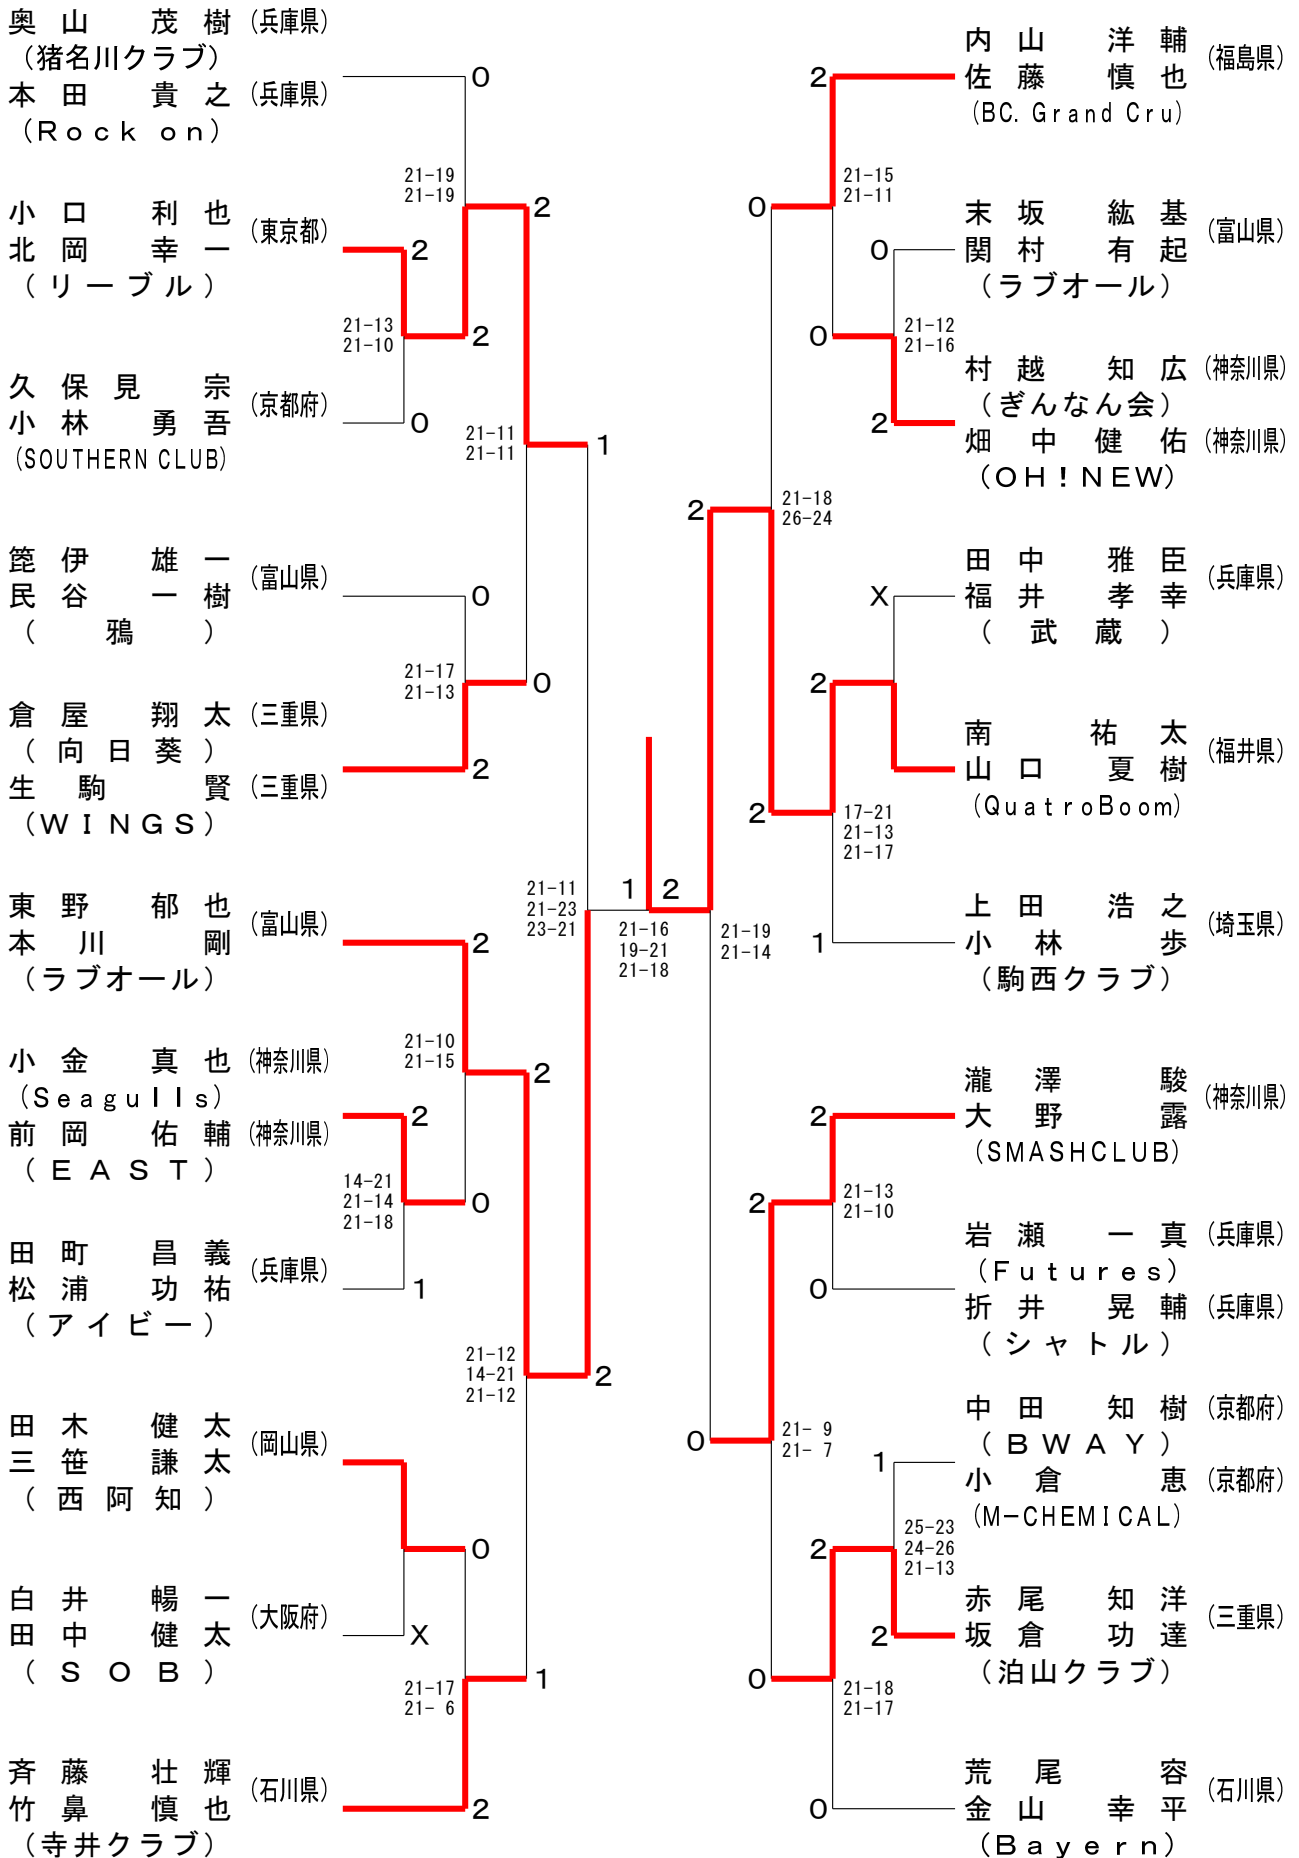 奥山 茂樹 (兵庫県)
(猪名川クラブ)
本田 貴之 (兵庫県)
(Rock on)
0
21-19
21-19
2
小口 利也
北岡 幸一
(リーブル)
(東京都)
2
21-13
21-10
2
久保見 宗
小林 勇吾
(SOUTHERN CLUB)
(京都府)
0
21-11
21-11
1
箆伊 雄一
民谷 一樹
(鴉)
(富山県)
0
21-17
21-13
0
倉屋 翔太 (三重県)
(向日葵)
生駒 賢 (三重県)
(WINGS)
2
21-11
21-23
23-21
東野 郁也
本川 剛
(ラブオール)
(富山県)
2
21-10
21-15
2
小金 真也 (神奈川県)
(Seagulls)
前岡 佑輔 (神奈川県)
(EAST)
2
14-21
21-14
21-18
0
田町 昌義
松浦 功祐
(アイビー)
(兵庫県)
1
21-12
14-21
21-12
2
田木 健太
三笹 謙太
(西阿知)
(岡山県)
0
白井 暢一
田中 健太
(SOB)
(大阪府)
X
21-17
21- 6
1
斉藤 壮輝
竹鼻 慎也
(寺井クラブ)
(石川県)
2
1 2
21-16
19-21
21-18
2
内山 洋輔
佐藤 慎也
(BC. Grand Cru)
(福島県)
0
21-15
21-11
0
末坂 紘基
関村 有起
(ラブオール)
(富山県)
0
21-12
21-16
村越 知広 (神奈川県)
(ぎんなん会)
2
畑中 健佑 (神奈川県)
(OH!NEW)
2
21-18
26-24
X
田中 雅臣
福井 孝幸
(武蔵)
(兵庫県)
2
南 祐太
山口 夏樹
(QuatroBoom)
(福井県)
2
17-21
21-13
21-17
1
上田 浩之
小林 歩
(駒西クラブ)
(埼玉県)
21-19
21-14
2
瀧澤 駿
大野 露
(SMASHCLUB)
(神奈川県)
2
21-13
21-10
0
岩瀬 一真 (兵庫県)
(Futures)
折井 晃輔 (兵庫県)
(シャトル)
0
21- 9
21- 7
中田 知樹 (京都府)
(BWAY)
1
小倉 恵 (京都府)
(M-CHEMICAL)
2
25-23
24-26
21-13
2
赤尾 知洋
坂倉 功達
(泊山クラブ)
(三重県)
0
21-18
21-17
0
荒尾 容
金山 幸平
(Bayern)
(石川県)